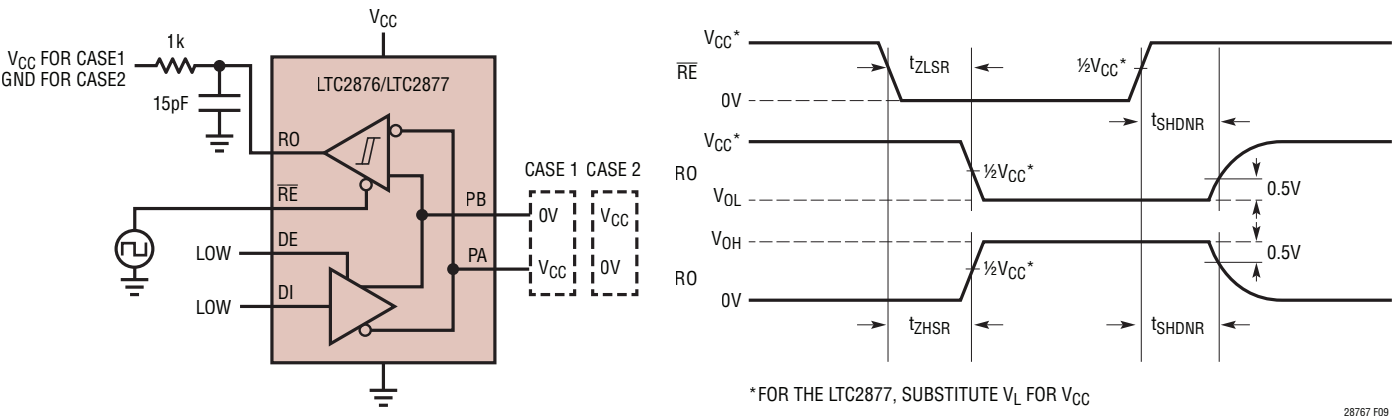 VCC
VCC FOR CASE1
GND FOR CASE2
1k
15pF
LTC2876/LTC2877
RO
RE
DE
LOW
DI
LOW
PB
PA
CASE 1 CASE 2
0V VCC
VCC 0V
VCC*
RE
0V
tZLSR
½VCC*
tSHDNR
VCC*
RO
VOL
½VCC*
0.5V
VOH
RO
0V
½VCC*
0.5V
tZHSR
tSHDNR
*FOR THE LTC2877, SUBSTITUTE VL FOR VCC
28767 F09